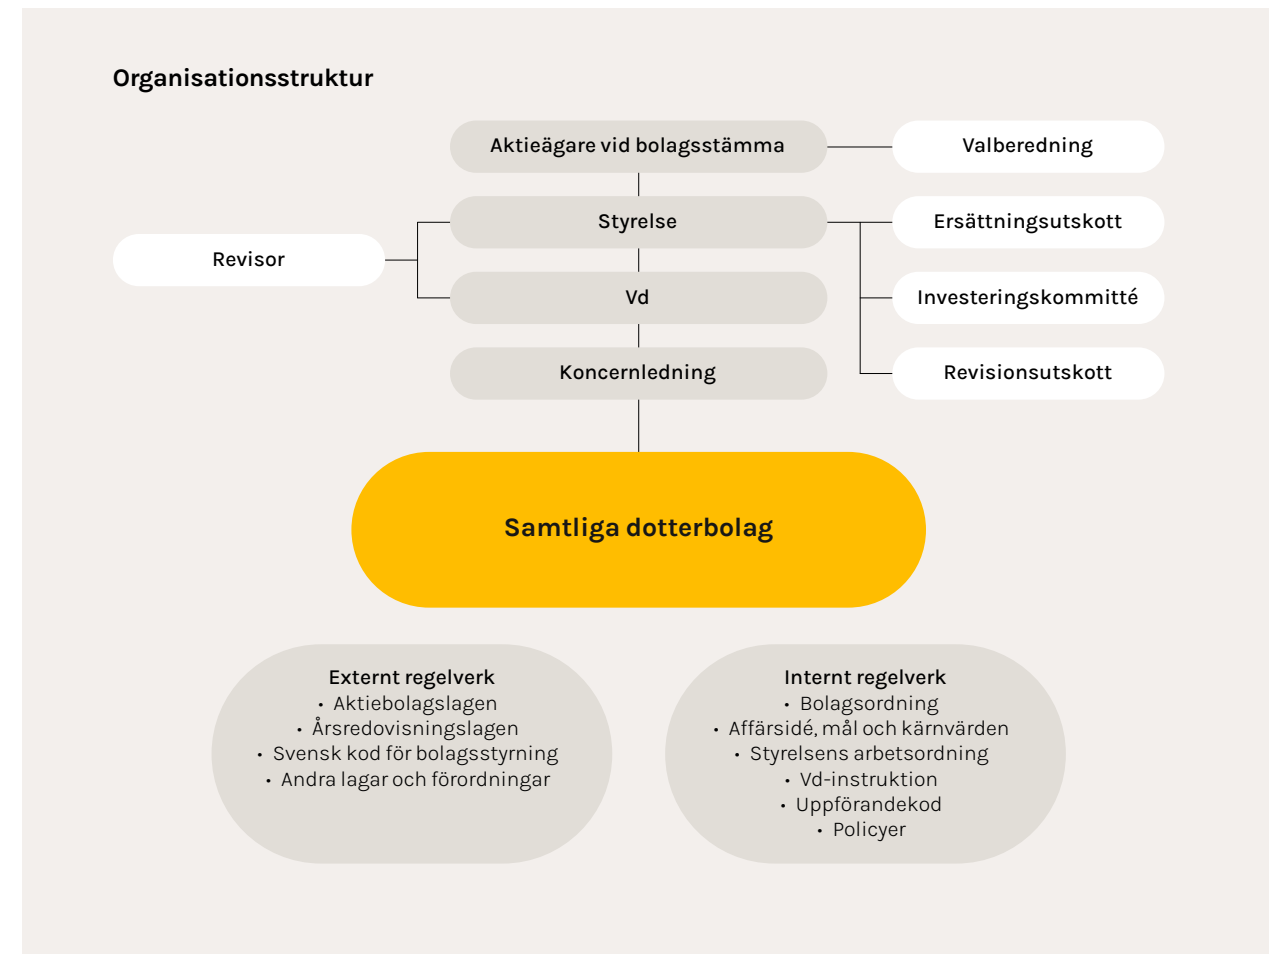 Organisationsstruktur
Aktieägare vid bolagsstämma
Valberedning
Styrelse
Ersättningsutskott
Revisor
Vd
Investeringskommitté
Koncernledning
Revisionsutskott
Samtliga dotterbolag
Externt regelverk
• Aktiebolagslagen
• Årsredovisningslagen
• Svensk kod för bolagsstyrning
• Andra lagar och förordningar
Internt regelverk
• Bolagsordning
• Affärsidé, mål och kärnvärden
• Styrelsens arbetsordning
• Vd-instruktion
• Uppförandekod
• Policyer